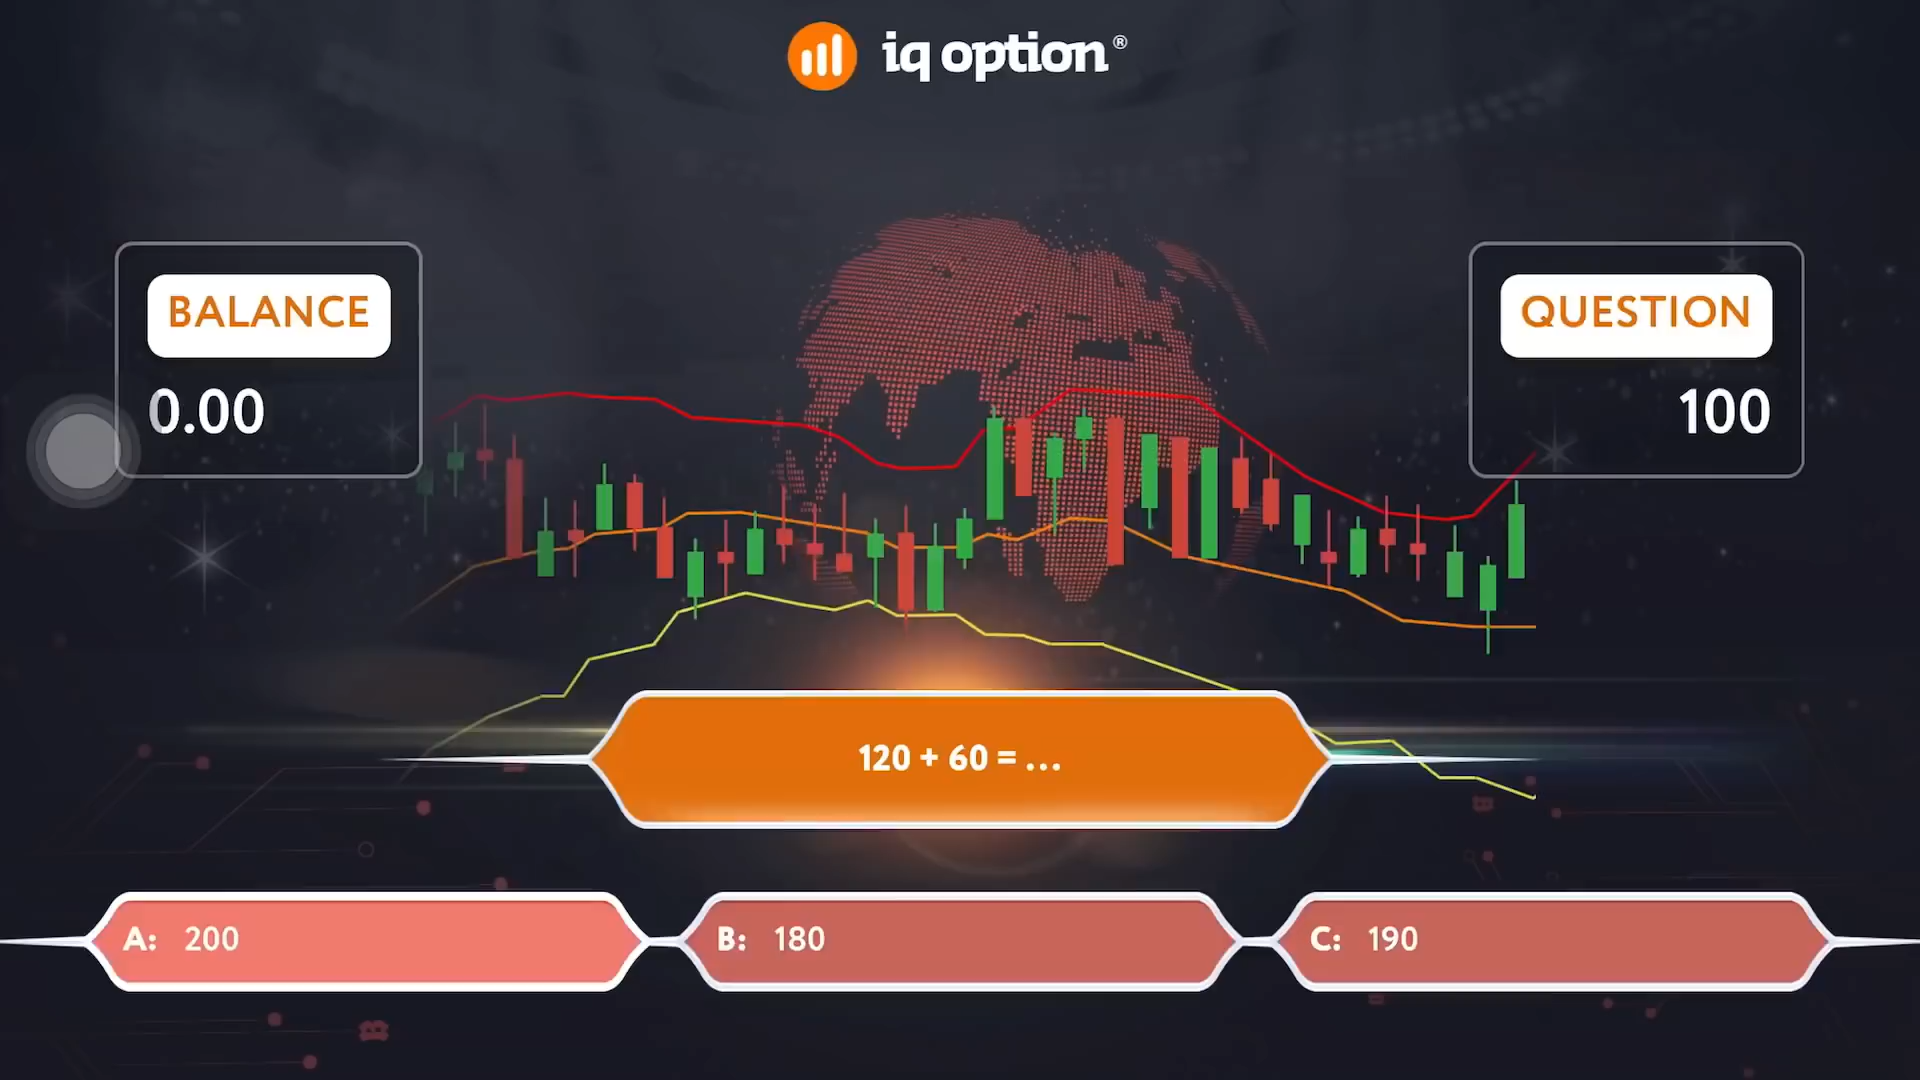 iq option®
BALANCE
0.00
QUESTION
100
120 + 60 = ...
A: 200
B: 180
C: 190